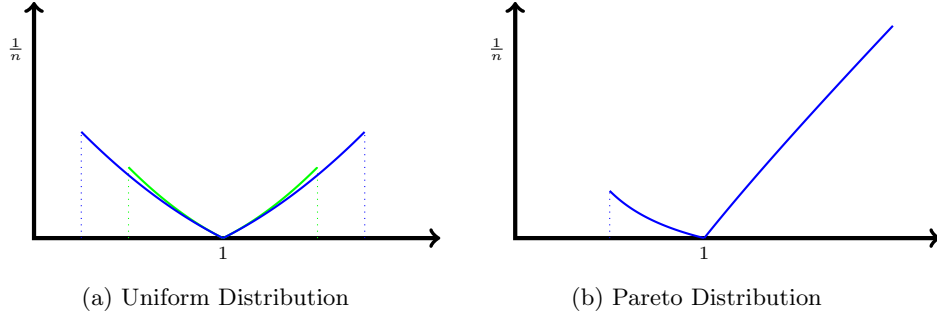 1/n
1/n
1
1
(a) Uniform Distribution
(b) Pareto Distribution